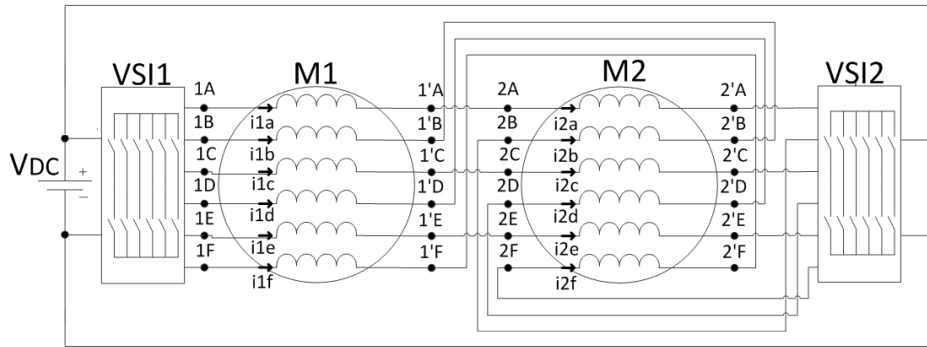 VSI1 M1 M2 VSI2
1A 1'A 2A 2'A
i1a i2a
1B 1'B 2B 2'B
i1b i2b
1C 1'C 2C 2'C
i1c i2c
VDC + -
1D 1'D 2D 2'D
i1d i2d
1E 1'E 2E 2'E
i1e i2e
1F 1'F 2F 2'F
i1f i2f